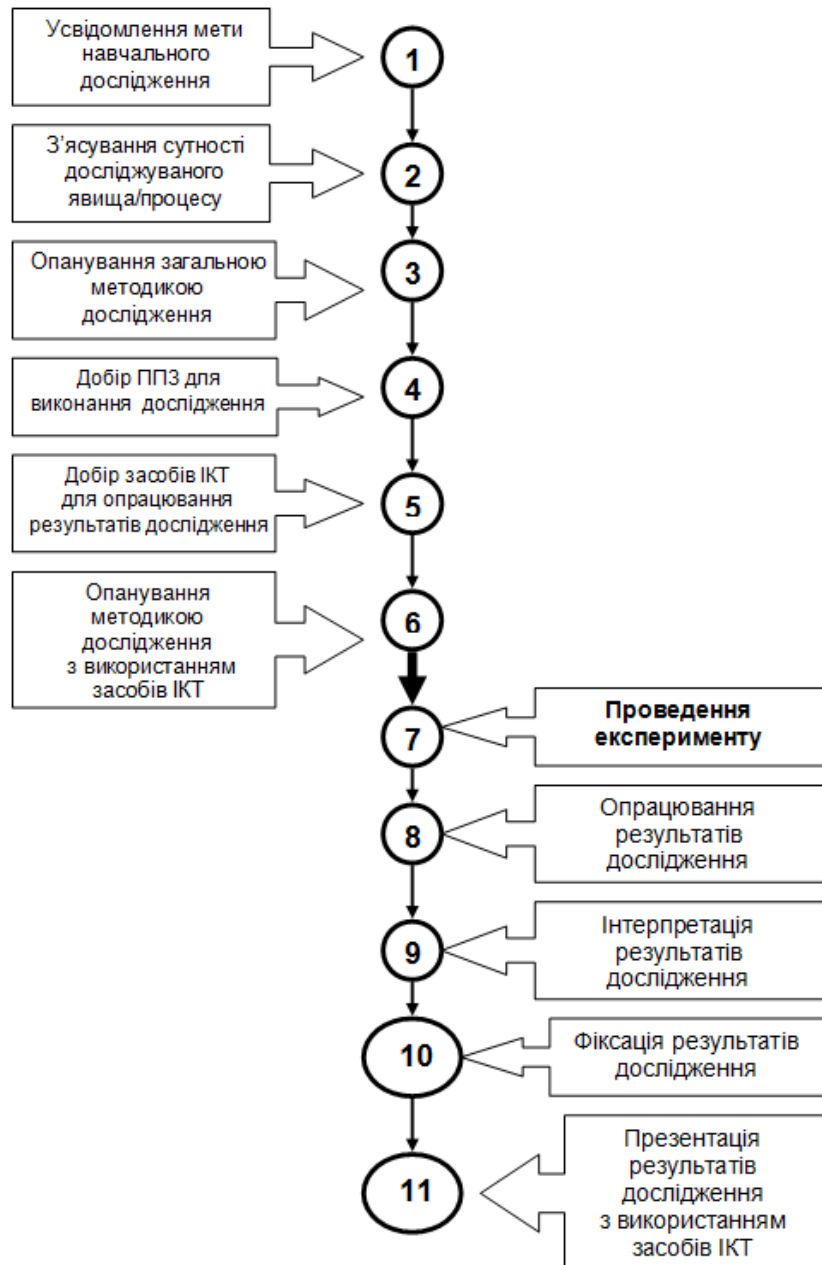 Усвідомлення мети
навчального
дослідження
1
З’ясування сутності
досліджуваного
явища/процесу
2
Опанування загальною
методикою
дослідження
3
Добір ППЗ для
виконання дослідження
4
Добір засобів ІКТ
для опрацювання
результатів дослідження
5
Опанування
методикою
дослідження
з використанням
засобів ІКТ
6
Проведення
експерименту
7
Опрацювання
результатів
дослідження
8
Інтерпретація
результатів
дослідження
9
Фіксація результатів
дослідження
10
Презентація
результатів
дослідження
з використанням
засобів ІКТ
11